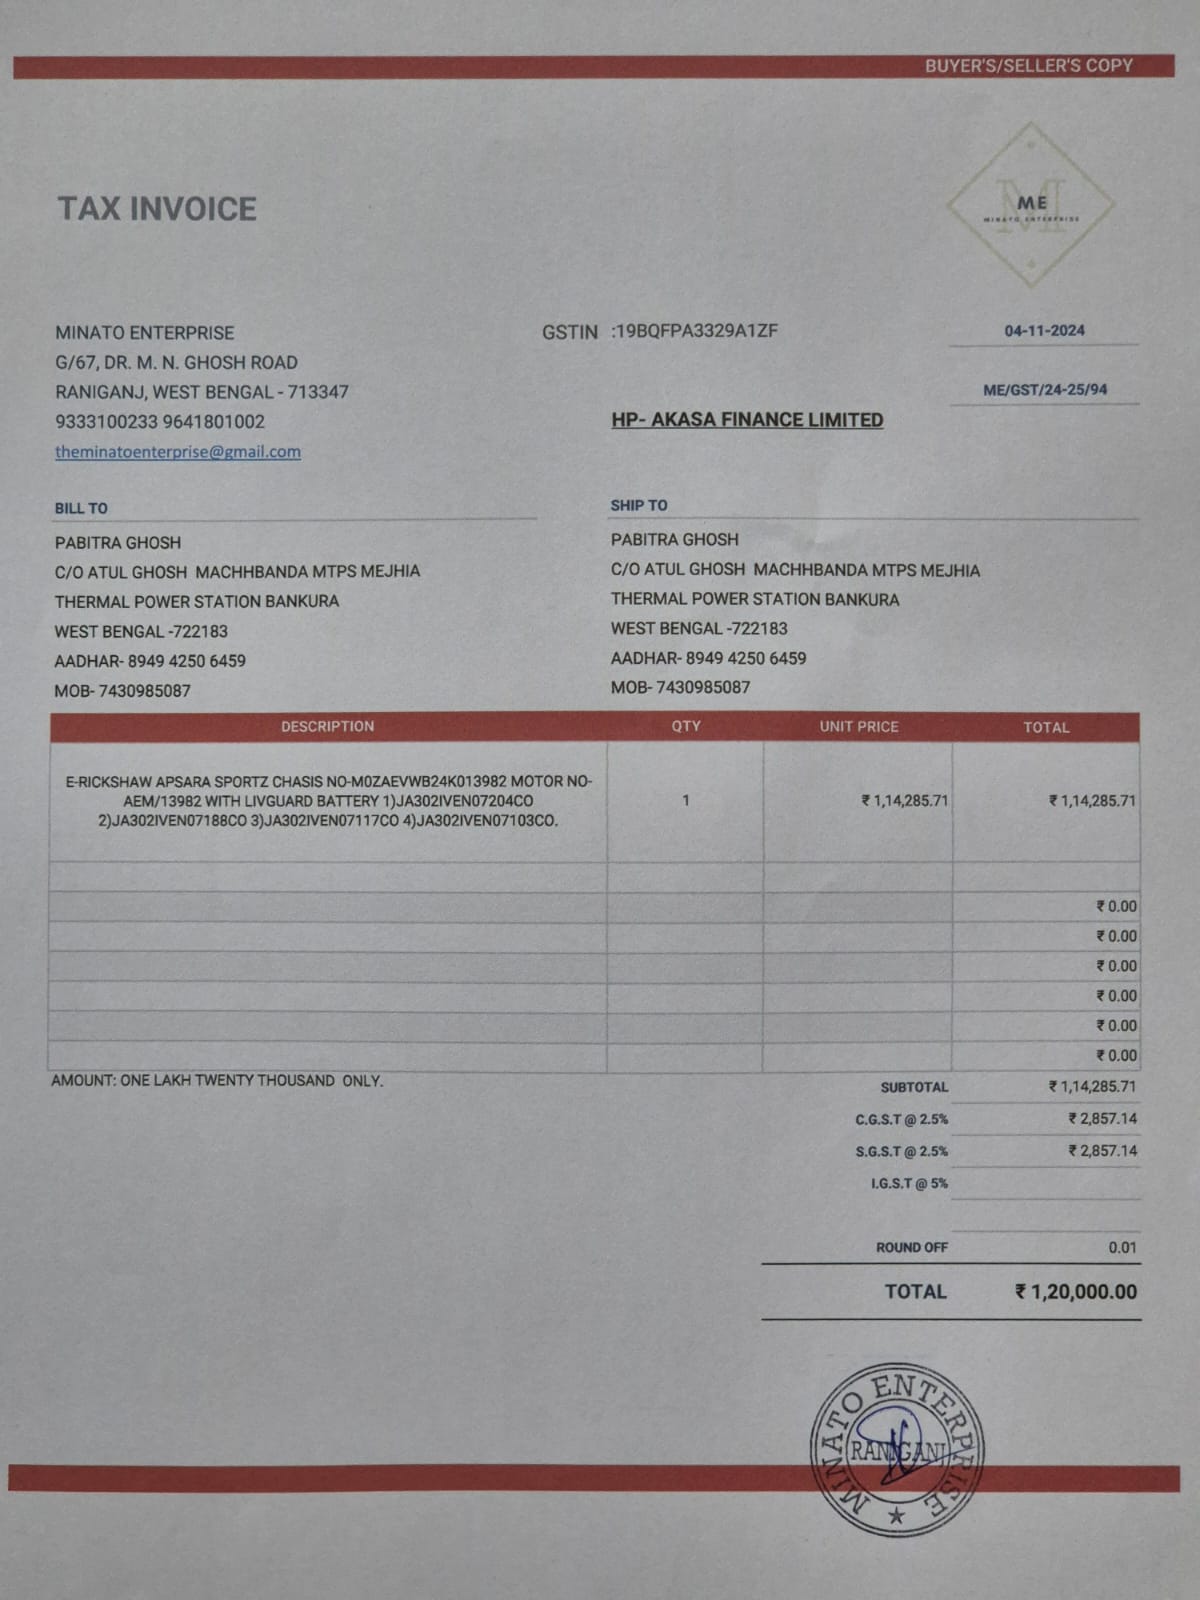 BUYER'S/SELLER'S COPY
ME
MINATO ENTERPRISE
TAX INVOICE
MINATO ENTERPRISE
G/67, DR. M. N. GHOSH ROAD
RANIGANJ, WEST BENGAL - 713347
9333100233 9641801002
theminatoenterprise@gmail.com
GSTIN :19BQFPA3329A1ZF
04-11-2024
ME/GST/24-25/94
HP- AKASA FINANCE LIMITED
BILL TO
PABITRA GHOSH
C/O ATUL GHOSH MACHHBANDA MTPS MEJHIA
THERMAL POWER STATION BANKURA
WEST BENGAL -722183
AADHAR- 8949 4250 6459
MOB- 7430985087
SHIP TO
PABITRA GHOSH
C/O ATUL GHOSH MACHHBANDA MTPS MEJHIA
THERMAL POWER STATION BANKURA
WEST BENGAL -722183
AADHAR- 8949 4250 6459
MOB- 7430985087
DESCRIPTION QTY UNIT PRICE TOTAL
E-RICKSHAW APSARA SPORTZ CHASIS NO-M0ZAEVWB24K013982 MOTOR NO-
AEM/13982 WITH LIVGUARD BATTERY 1)JA302IVEN07204CO
2)JA302IVEN07188CO 3)JA302IVEN07117CO 4)JA302IVEN07103CO.
1 ₹ 1,14,285.71 ₹ 1,14,285.71
₹ 0.00
₹ 0.00
₹ 0.00
₹ 0.00
₹ 0.00
₹ 0.00
AMOUNT: ONE LAKH TWENTY THOUSAND ONLY.
SUBTOTAL ₹ 1,14,285.71
C.G.S.T @ 2.5% ₹ 2,857.14
S.G.S.T @ 2.5% ₹ 2,857.14
I.G.S.T @ 5%
ROUND OFF 0.01
TOTAL ₹ 1,20,000.00
MINATO ENTERPRISE
RANIGANJ